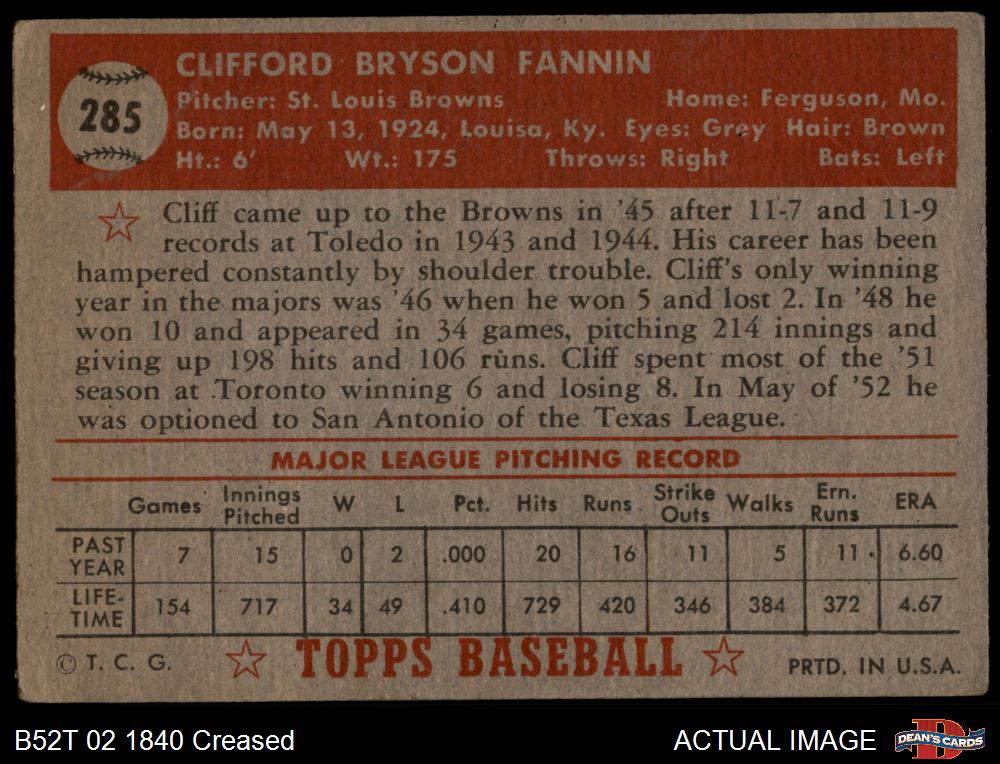 CLIFFORD BRYSON FANNIN
285
Pitcher: St. Louis Browns Home: Ferguson, Mo.
Born: May 13, 1924, Louisa, Ky. Eyes: Grey Hair: Brown
Ht.: 6' Wt.: 175 Throws: Right Bats: Left
Cliff came up to the Browns in '45 after 11-7 and 11-9
records at Toledo in 1943 and 1944. His career has been
hampered constantly by shoulder trouble. Cliff's only winning
year in the majors was '46 when he won 5 and lost 2. In '48 he
won 10 and appeared in 34 games, pitching 214 innings and
giving up 198 hits and 106 runs. Cliff spent most of the '51
season at Toronto winning 6 and losing 8. In May of '52 he
was optioned to San Antonio of the Texas League.
MAJOR LEAGUE PITCHING RECORD
Games Innings Pitched W L Pct. Hits Runs Strike Outs Walks Ern. Runs ERA
PAST YEAR 7 15 0 2 .000 20 16 11 5 11 6.60
LIFE-TIME 154 717 34 49 .410 729 420 346 384 372 4.67
© T. C. G. TOPPS BASEBALL PRTD. IN U.S.A.
B52T 02 1840 Creased ACTUAL IMAGE DEAN'S CARDS